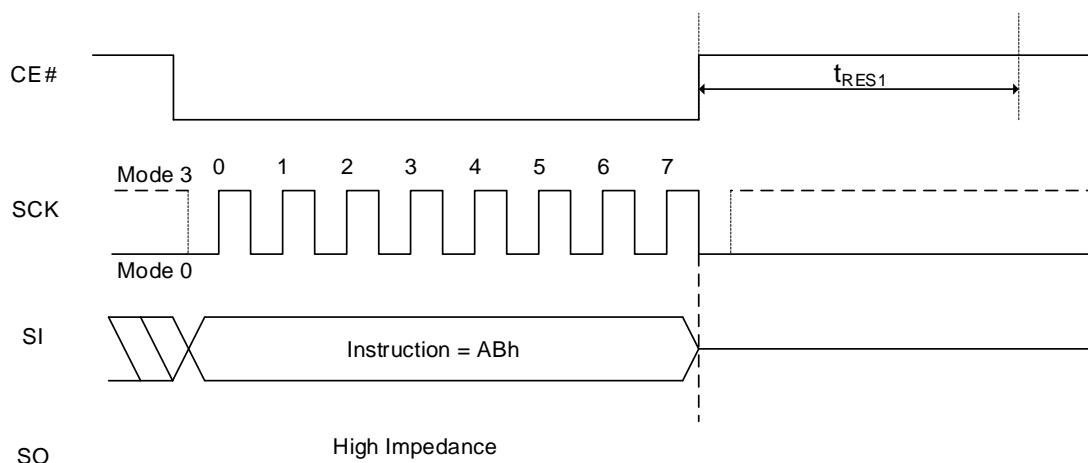 CE#
tRES1
Mode 3
0 1 2 3 4 5 6 7
SCK
Mode 0
SI
Instruction = ABh
High Impedance
SO